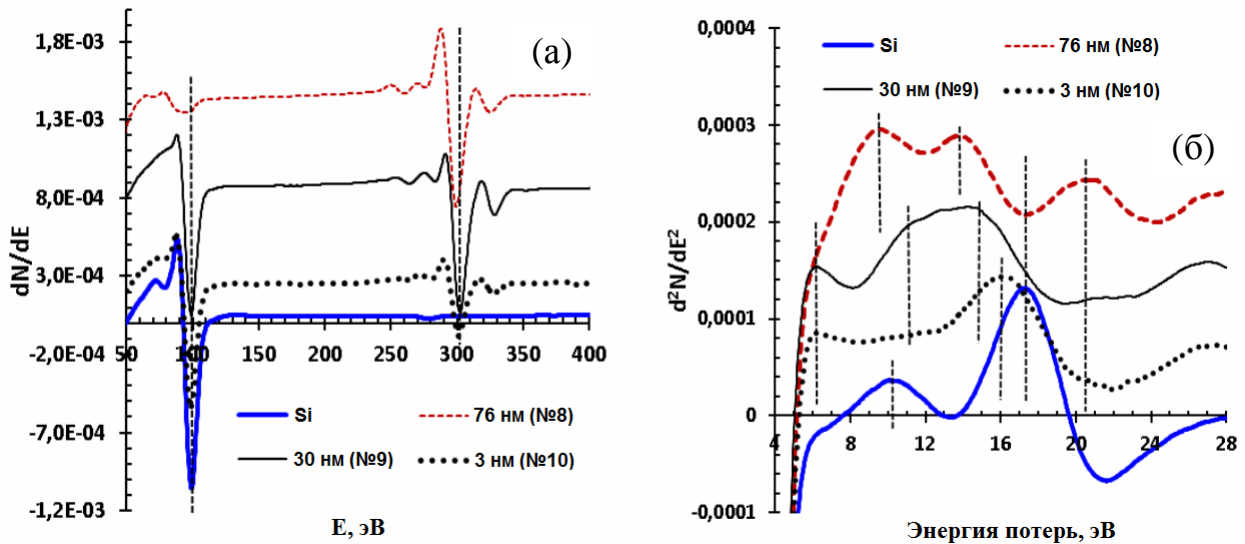 1,8E-03
1,3E-03
8,0E-04
3,0E-04
-2,0E-04
-7,0E-04
-1,2E-03
dN/dE
(а)
50 100 150 200 250 300 350 400
Si 76 нм (№8)
30 нм (№9) 3 нм (№10)
E, эВ
0,0004
0,0003
0,0002
0,0001
0
-0,0001
d²N/dE²
Si 76 нм (№8)
30 нм (№9) 3 нм (№10)
(б)
4 8 12 16 20 24 28
Энергия потерь, эВ